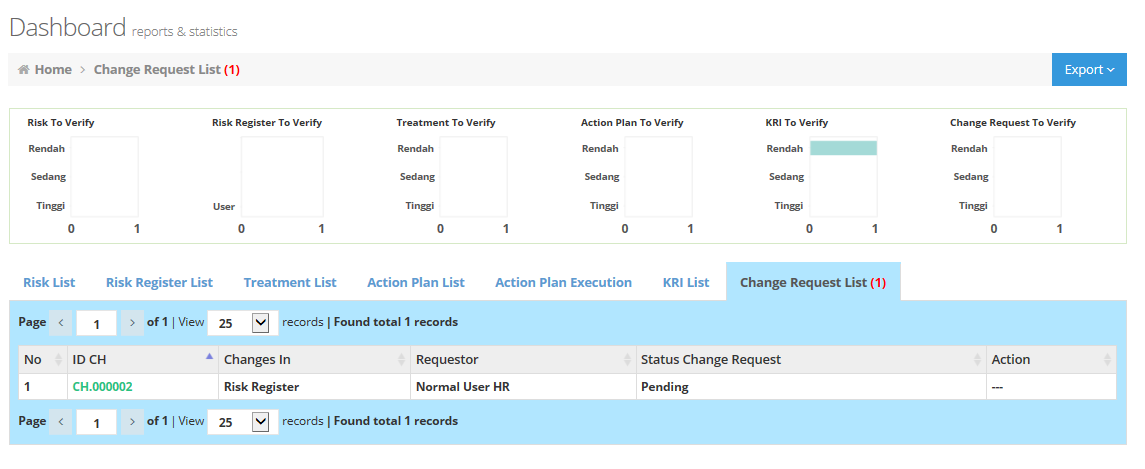 Dashboard reports & statistics
Home > Change Request List (1)
Export
Risk To Verify Risk Register To Verify Treatment To Verify Action Plan To Verify KRI To Verify Change Request To Verify
Rendah Rendah Rendah Rendah Rendah
Sedang Sedang Sedang Sedang Sedang
Tinggi User Tinggi Tinggi Tinggi Tinggi
0 1 0 1 0 1 0 1 0 1 0 1
Risk List Risk Register List Treatment List Action Plan List Action Plan Execution KRI List Change Request List (1)
Page < 1 > of 1 | View 25 records | Found total 1 records
No ID CH Changes In Requestor Status Change Request Action
1 CH.000002 Risk Register Normal User HR Pending ---
Page < 1 > of 1 | View 25 records | Found total 1 records